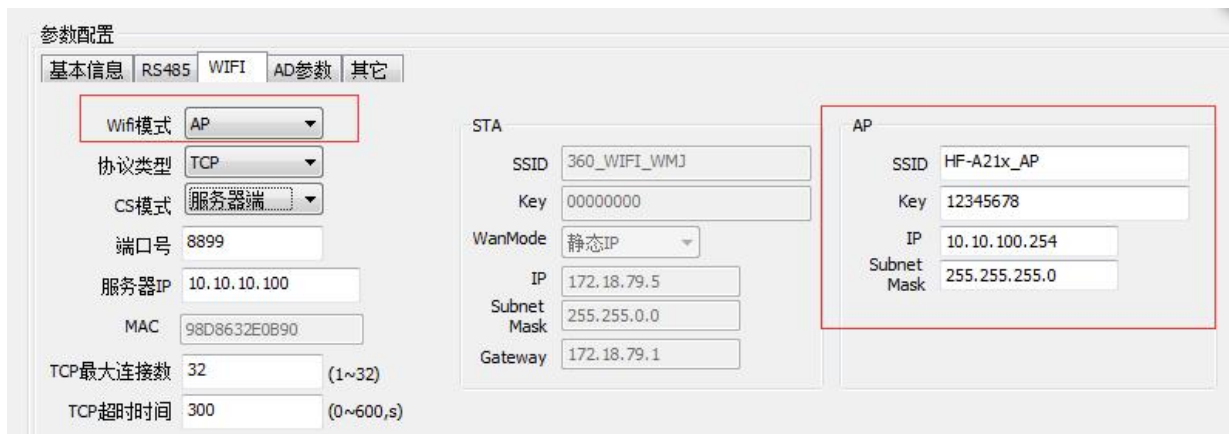 参数配置
基本信息 RS485 WIFI AD参数 其它
Wifi模式 AP
协议类型 TCP
CS模式 服务器端
端口号 8899
服务器IP 10.10.10.100
MAC 98D8632E0B90
TCP最大连接数 32 (1~32)
TCP超时时间 300 (0~600,s)
STA
SSID 360_WIFI_WMJ
Key 00000000
WanMode 静态IP
IP 172.18.79.5
Subnet
Mask 255.255.0.0
Gateway 172.18.79.1
AP
SSID HF-A21x_AP
Key 12345678
IP 10.10.100.254
Subnet
Mask 255.255.255.0